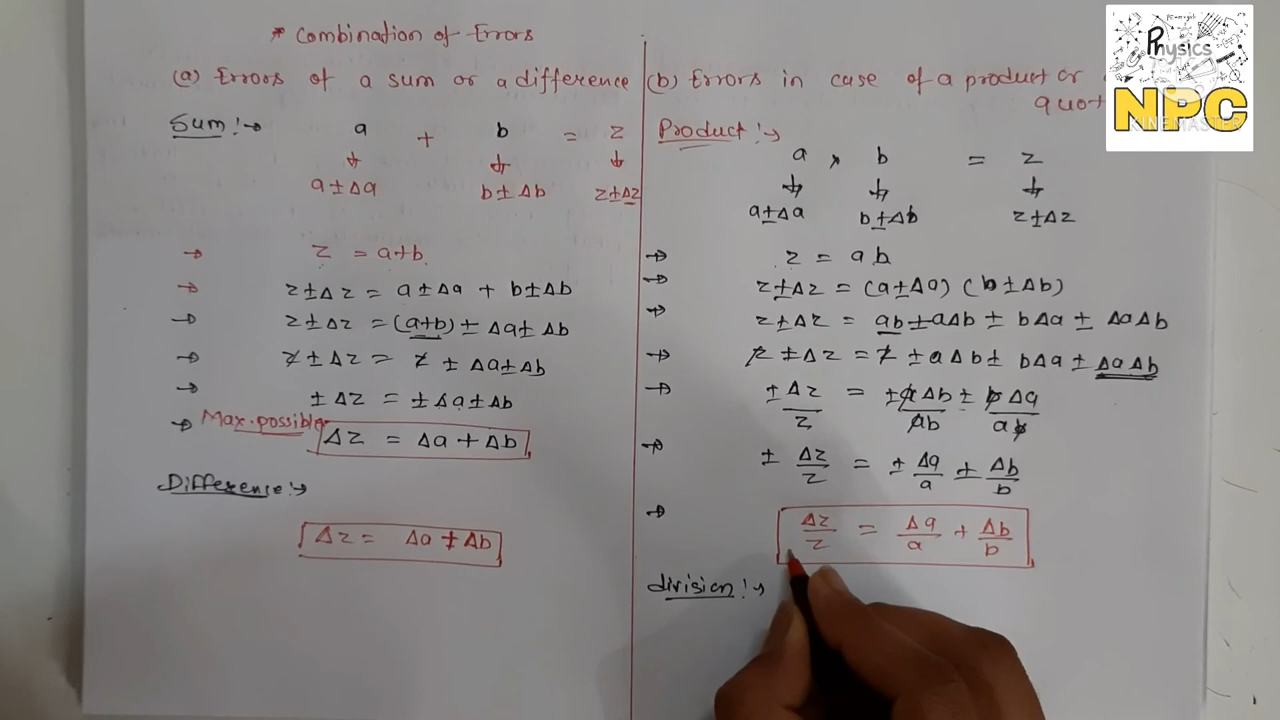 * Combination of Errors
(a) Errors of a sum or a difference
Sum:→
a + b = z
a±Δa b±Δb z±Δz
→ z = a+b
→ z±Δz = a±Δa + b±Δb
→ z±Δz = (a+b) ± Δa ± Δb
→ z ±Δz = z ± Δa±Δb
→ ±Δz = ±Δa±Δb
→ Max.possible Δz = Δa + Δb
Difference:→
Δz = Δa + Δb
(b) Errors in case of a product or
quot
Product:→
a × b = z
a±Δa b±Δb z±Δz
→ z = ab
→ z±Δz = (a±Δa) (b±Δb)
→ z±Δz = ab ±aΔb ± bΔa ± ΔaΔb
→ z ±Δz = z ±aΔb± bΔa ± ΔaΔb
→ ±Δz/z = ±aΔb/ab ± bΔa/ab
→ ± Δz/z = ± Δa/a ± Δb/b
→ Δz/z = Δa/a + Δb/b
division:→
Physics
NPC
KINEMASTER